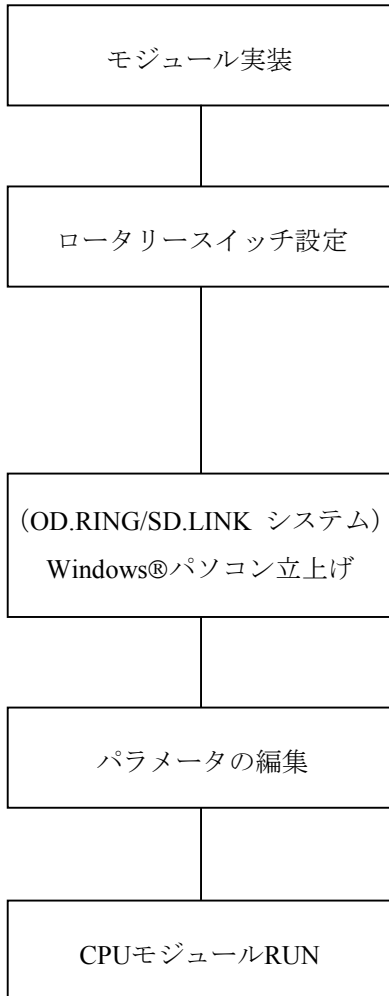 モジュール実装
ロータリースイッチ設定
(OD.RING/SD.LINK システム)
Windows®パソコン立上げ
パラメータの編集
CPUモジュールRUN